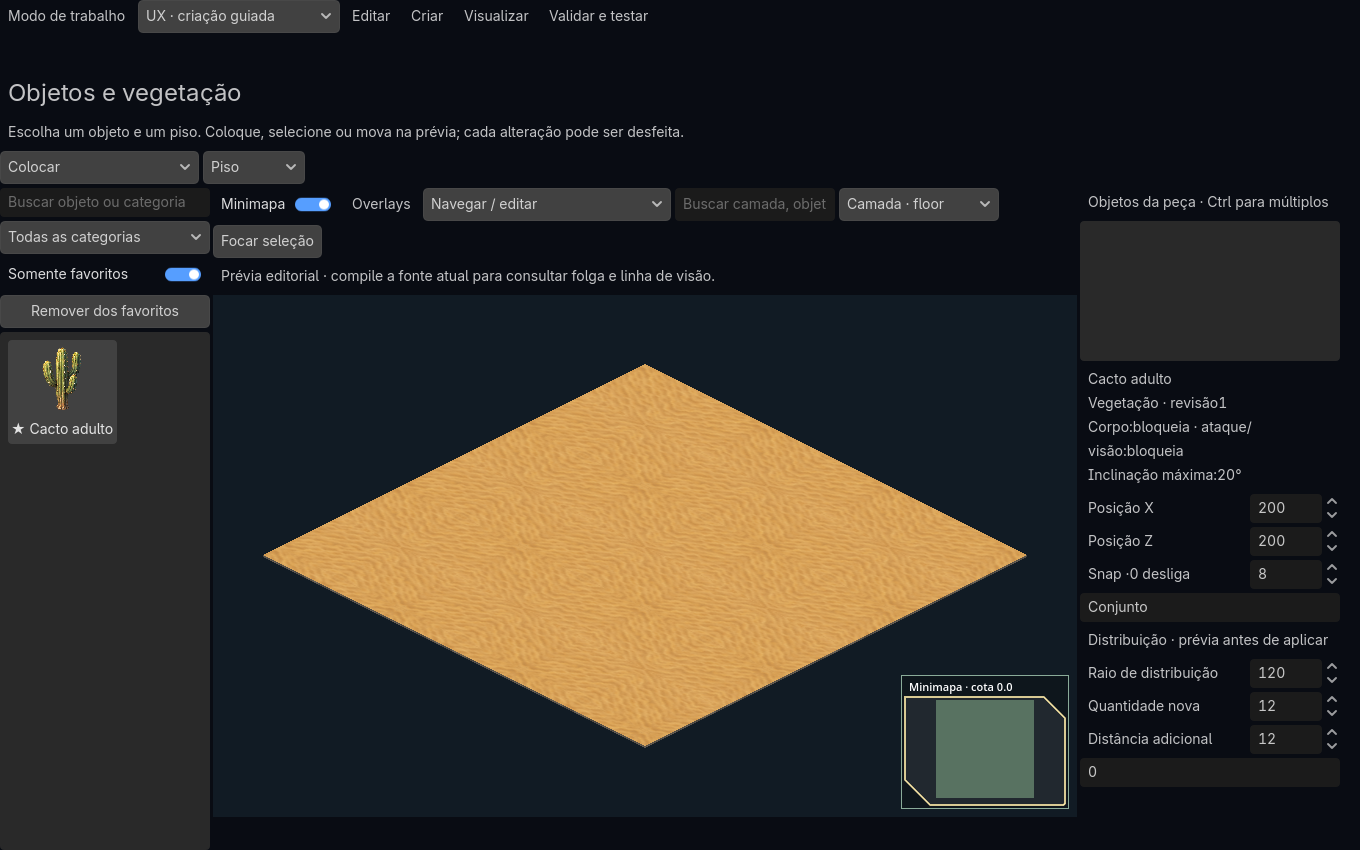 Modo de trabalho
UX · criação guiada
Editar
Criar
Visualizar
Validar e testar
Objetos e vegetação
Escolha um objeto e um piso. Coloque, selecione ou mova na prévia; cada alteração pode ser desfeita.
Colocar
Piso
Buscar objeto ou categoria
Todas as categorias
Somente favoritos
Remover dos favoritos
★ Cacto adulto
Minimapa
Overlays
Navegar / editar
Buscar camada, objet
Camada · floor
Focar seleção
Prévia editorial · compile a fonte atual para consultar folga e linha de visão.
Minimapa · cota 0.0
Objetos da peça · Ctrl para múltiplos
Cacto adulto
Vegetação · revisão1
Corpo:bloqueia · ataque/
visão:bloqueia
Inclinação máxima:20°
Posição X 200
Posição Z 200
Snap ·0 desliga 8
Conjunto
Distribuição · prévia antes de aplicar
Raio de distribuição 120
Quantidade nova 12
Distância adicional 12
0